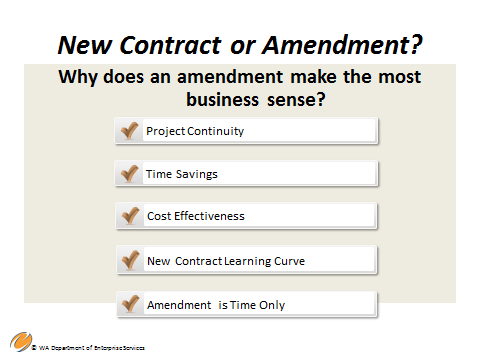 New Contract or Amendment?
Why does an amendment make the most
business sense?
Project Continuity
Time Savings
Cost Effectiveness
New Contract Learning Curve
Amendment is Time Only
© WA Department of Enterprise Services